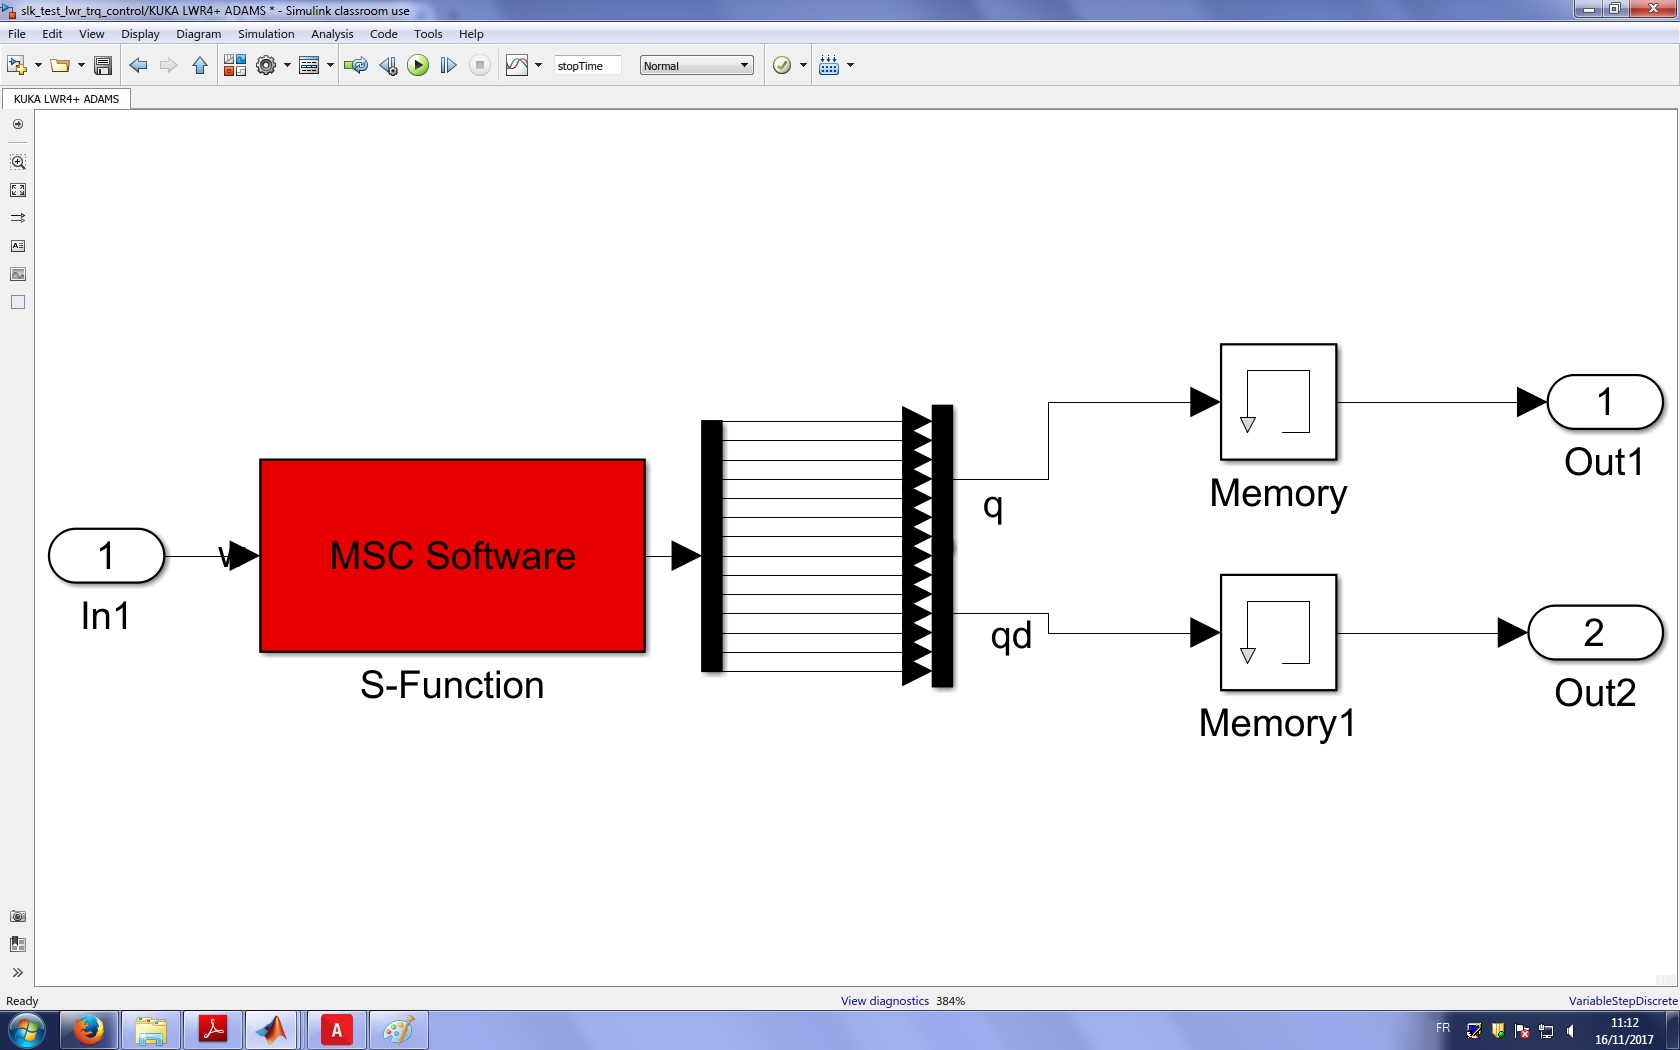 slk_test_lwr_trq_control/KUKA LWR4+ ADAMS * - Simulink classroom use
File Edit View Display Diagram Simulation Analysis Code Tools Help
stopTime Normal
KUKA LWR4+ ADAMS
1
Out1
Memory
q
1
In1
MSC Software
S-Function
qd
2
Out2
Memory1
Ready View diagnostics 384% VariableStepDiscrete
FR 11:12
16/11/2017